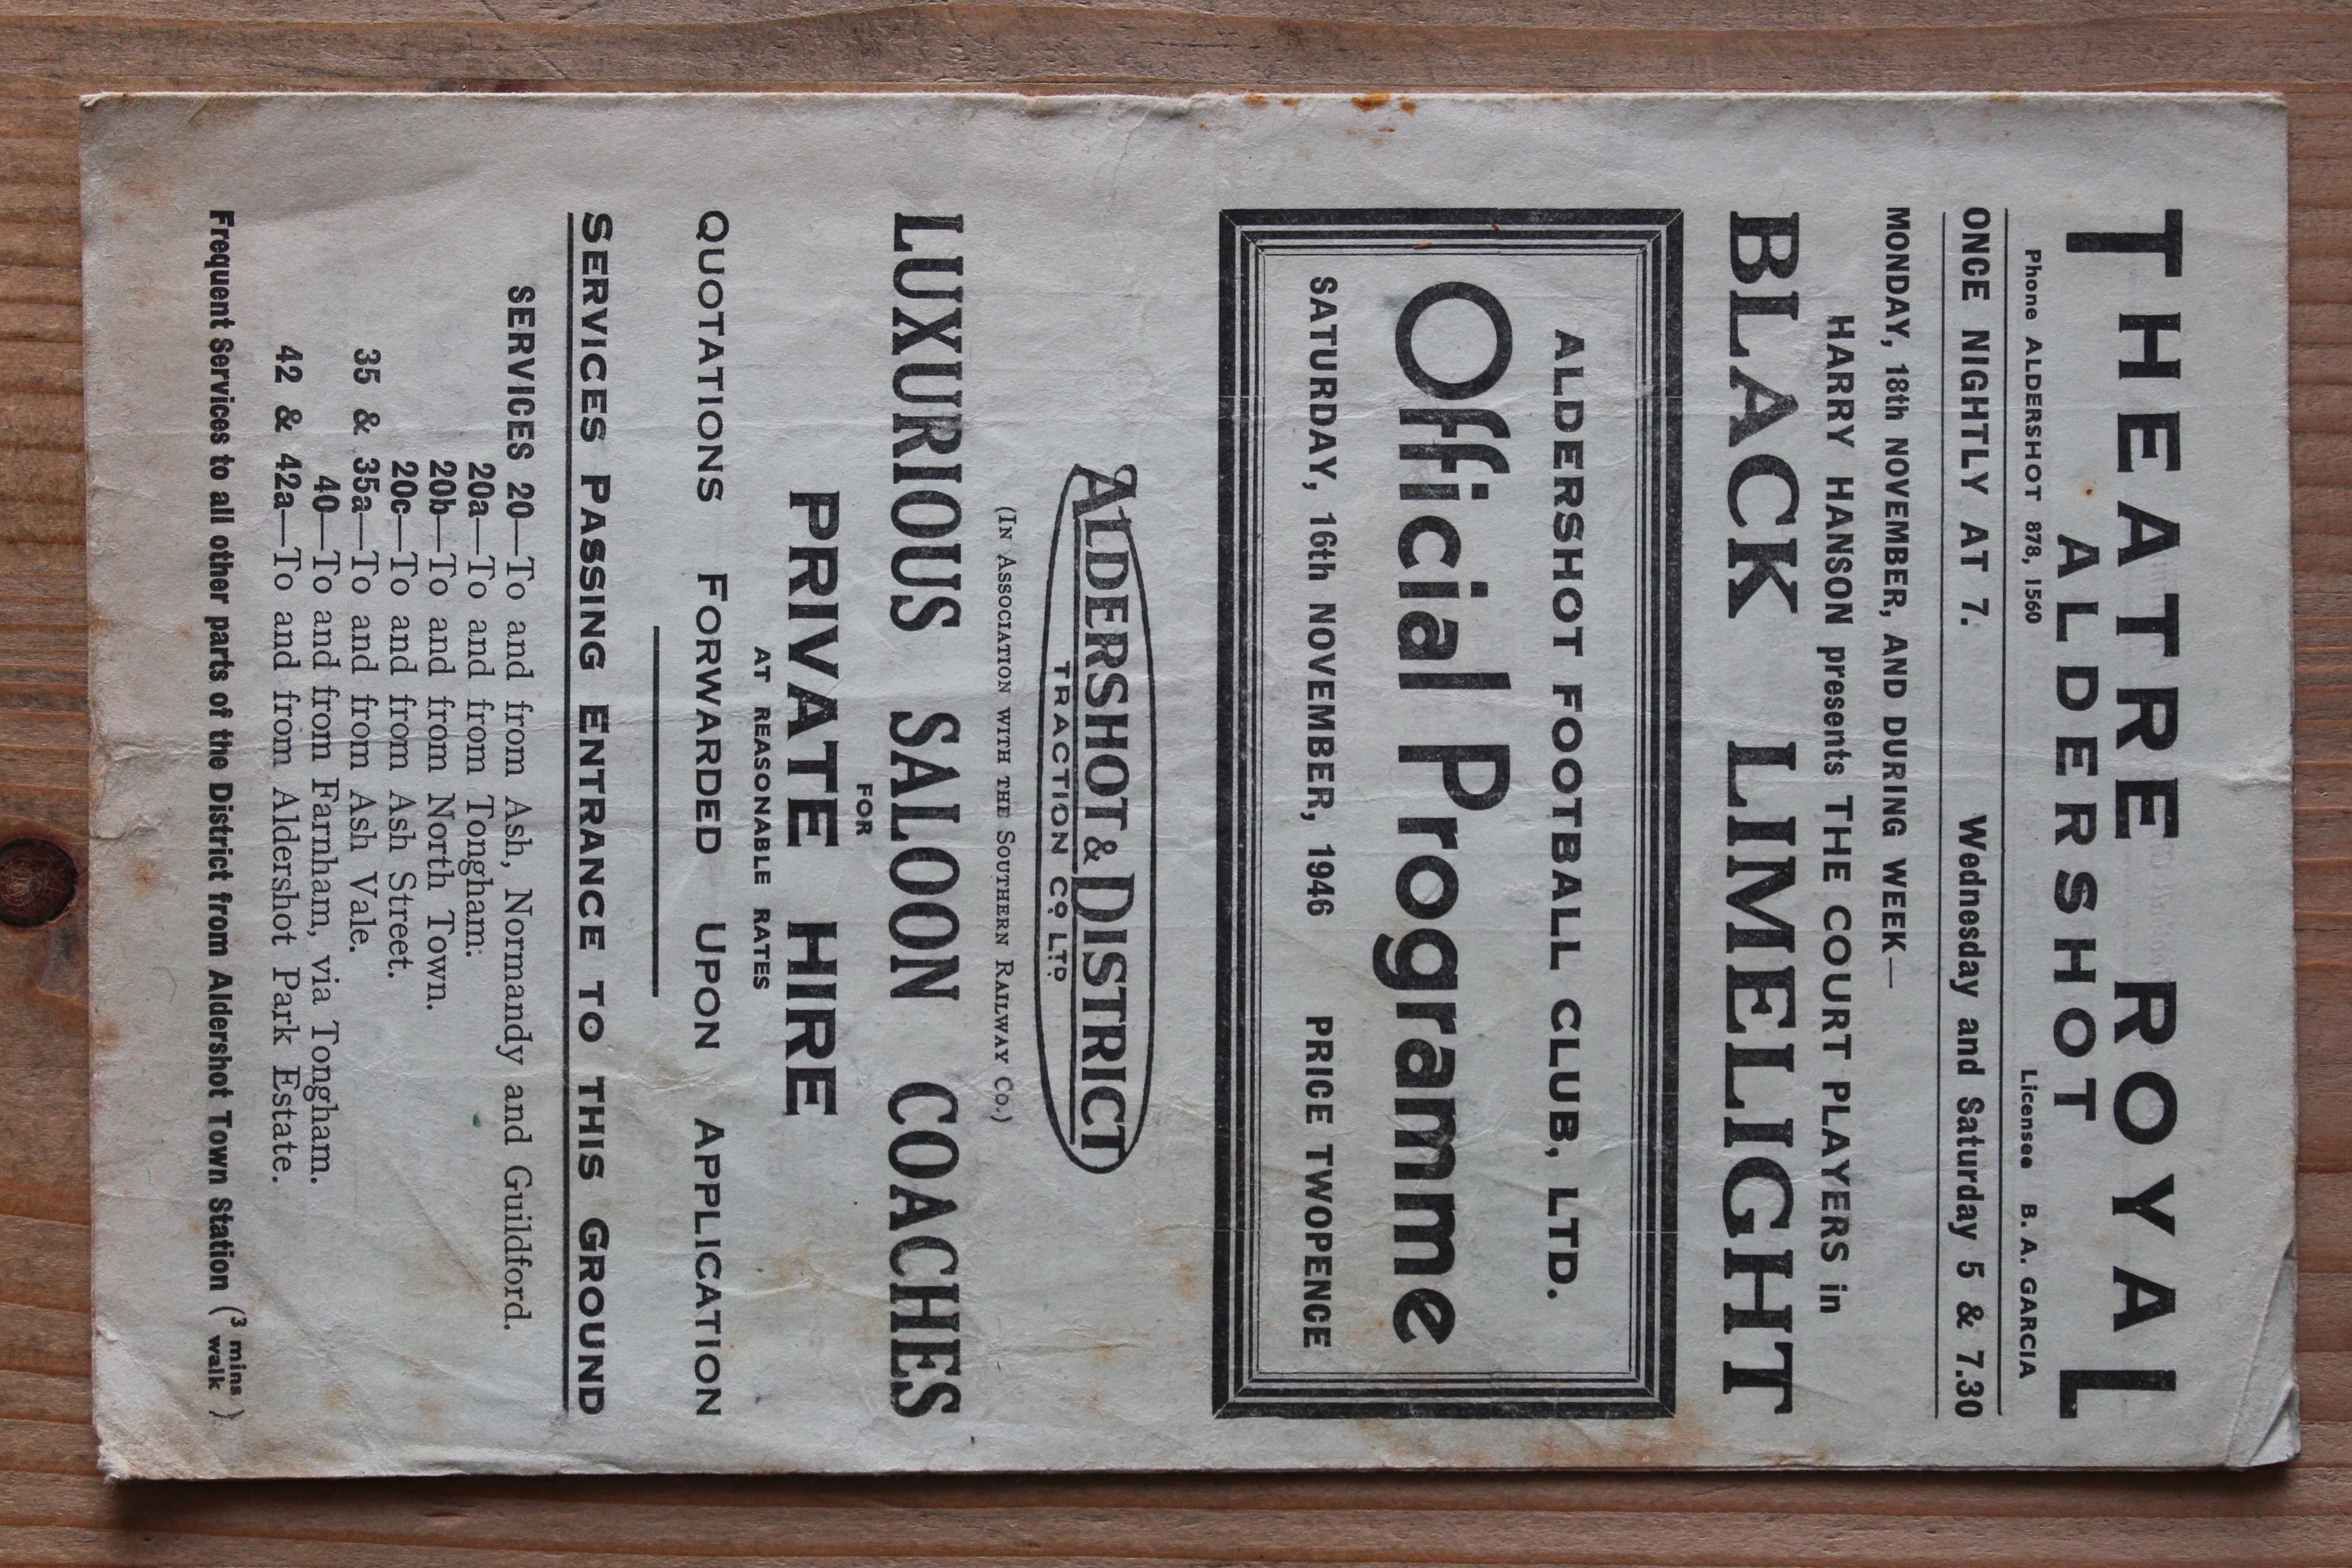 THEATRE ROYAL
ALDERSHOT
Phone ALDERSHOT 878, 1560 Licensee B. A. GARCIA
ONCE NIGHTLY AT 7. Wednesday and Saturday 5 & 7.30
MONDAY, 18th NOVEMBER, AND DURING WEEK—
HARRY HANSON presents THE COURT PLAYERS in
BLACK LIMELIGHT
ALDERSHOT FOOTBALL CLUB, LTD.
Official Programme
SATURDAY, 16th NOVEMBER, 1946 PRICE TWOPENCE
ALDERSHOT & DISTRICT
TRACTION CO LTD.
(IN ASSOCIATION WITH THE SOUTHERN RAILWAY CO.)
LUXURIOUS SALOON COACHES
FOR
PRIVATE HIRE
AT REASONABLE RATES
QUOTATIONS FORWARDED UPON APPLICATION
SERVICES PASSING ENTRANCE TO THIS GROUND
SERVICES 20—To and from Ash, Normandy and Guildford.
20a—To and from Tongham:
20b—To and from North Town.
20c—To and from Ash Street.
35 & 35a—To and from Ash Vale.
40—To and from Farnham, via Tongham.
42 & 42a—To and from Aldershot Park Estate.
Frequent Services to all other parts of the District from Aldershot Town Station (3 mins walk)